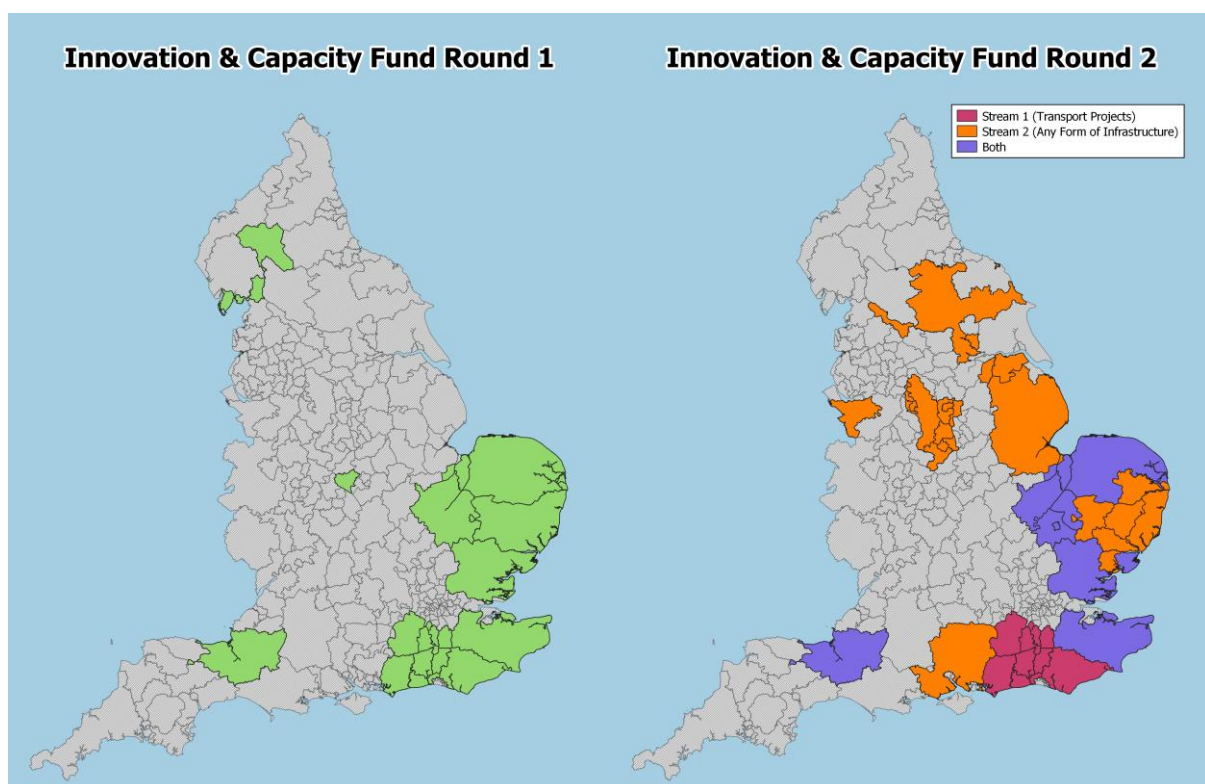 Innovation & Capacity Fund Round 1
Innovation & Capacity Fund Round 2
Stream 1 (Transport Projects)
Stream 2 (Any Form of Infrastructure)
Both